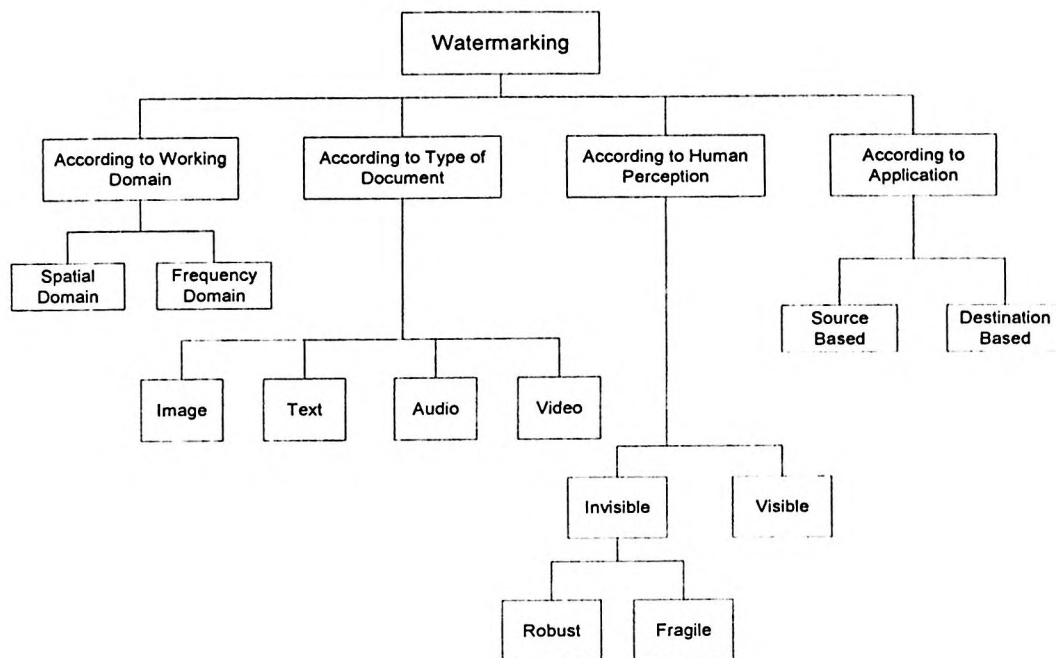 Watermarking
According to Working
Domain
According to Type of
Document
According to Human
Perception
According to
Application
Spatial
Domain
Frequency
Domain
Source
Based
Destination
Based
Image
Text
Audio
Video
Invisible
Visible
Robust
Fragile